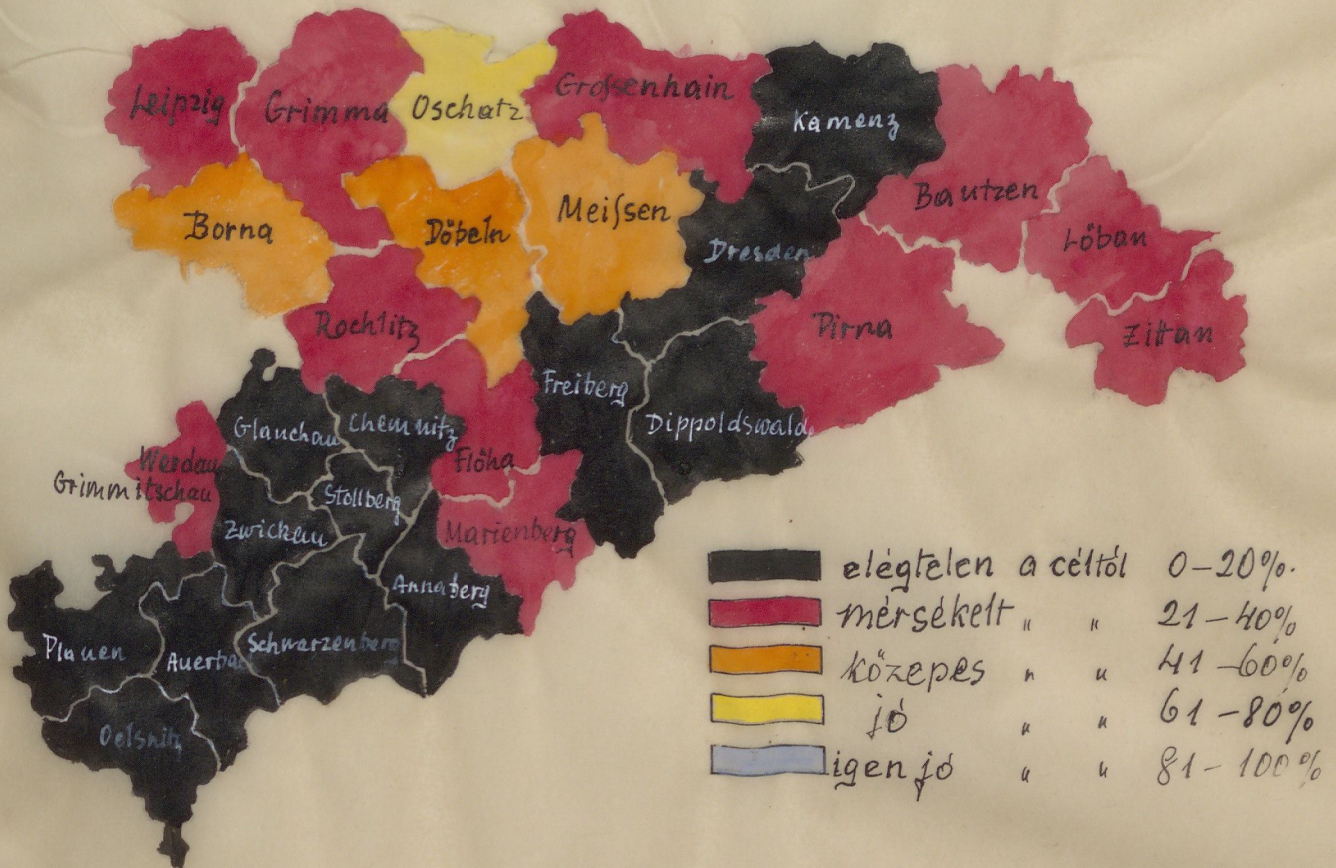 Leipzig
Grimma
Oschatz
Grossenhain
Kamenz
Bautzen
Löbau
Zittau
Borna
Döbeln
Meiſsen
Dresden
Pirna
Rochlitz
Freiberg
Dippoldswald.
Glauchau
Chemnitz
Flöha
Werdau
Grimmitschau
Stollberg
Zwickau
Marienberg
Annaberg
Plauen
Auerba
Schwarzenberg
Oelsnitz
elégtelen a céltól 0-20%.
mérsékelt „ „ 21-40%
közepes „ „ 41-60%
jó „ „ 61-80%
igen jó „ „ 81-100%